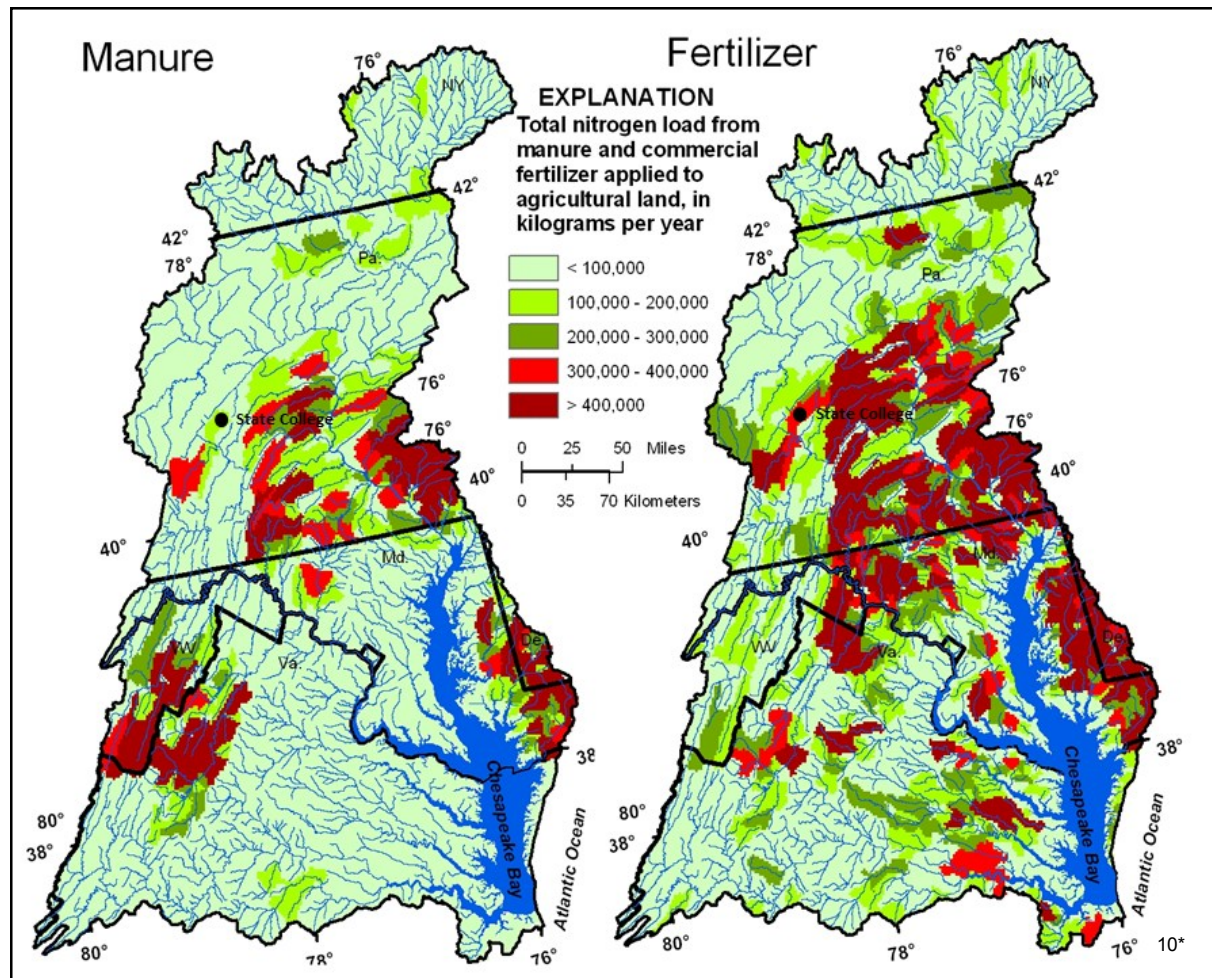 Manure
Fertilizer
EXPLANATION
Total nitrogen load from
manure and commercial
fertilizer applied to
agricultural land, in
kilograms per year
< 100,000
100,000 - 200,000
200,000 - 300,000
300,000 - 400,000
> 400,000
0 25 50 Miles
0 35 70 Kilometers
76°
NY
42°
42°
78°
Pa.
76°
State College
76°
40°
40°
Md.
De.
WV
Va.
38°
Chesapeake Bay
80°
38°
Atlantic Ocean
80°
78°
76°
76°
NY
42°
42°
78°
Pa.
76°
State College
76°
40°
40°
Md.
De.
WV
Va.
38°
Chesapeake Bay
80°
38°
Atlantic Ocean
80°
78°
76°
10*